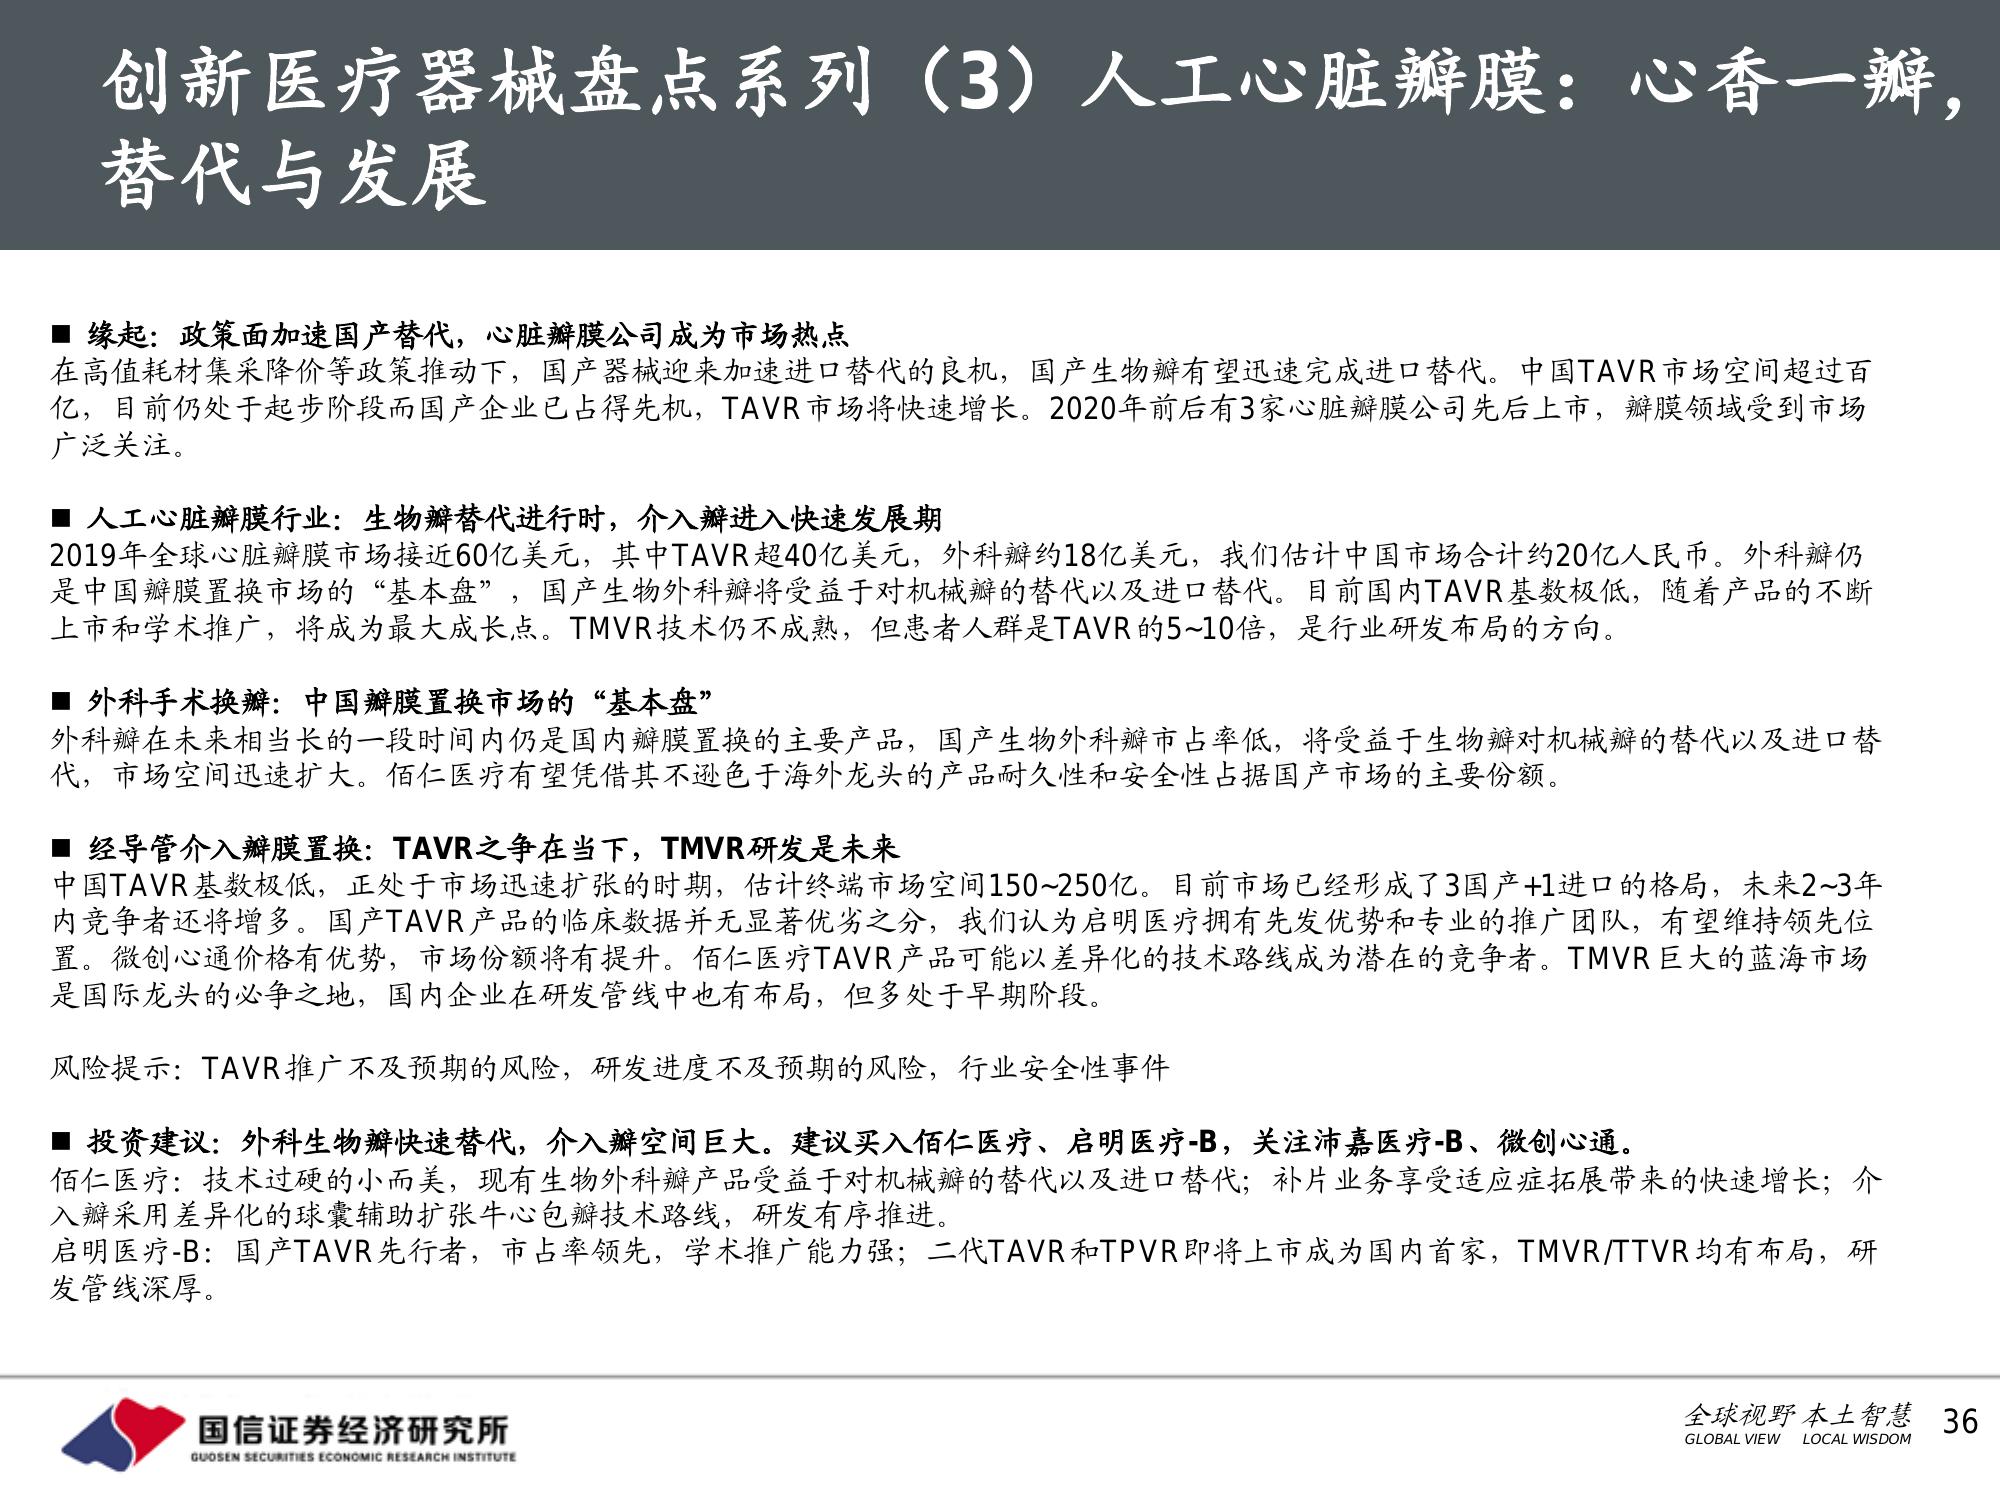 创新医疗器械盘点系列（3）人工心脏瓣膜：心香一瓣，
替代与发展
■ 缘起：政策面加速国产替代，心脏瓣膜公司成为市场热点
在高值耗材集采降价等政策推动下，国产器械迎来加速进口替代的良机，国产生物瓣有望迅速完成进口替代。中国TAVR市场空间超过百
亿，目前仍处于起步阶段而国产企业已占得先机，TAVR市场将快速增长。2020年前后有3家心脏瓣膜公司先后上市，瓣膜领域受到市场
广泛关注。
■ 人工心脏瓣膜行业：生物瓣替代进行时，介入瓣进入快速发展期
2019年全球心脏瓣膜市场接近60亿美元，其中TAVR超40亿美元，外科瓣约18亿美元，我们估计中国市场合计约20亿人民币。外科瓣仍
是中国瓣膜置换市场的“基本盘”，国产生物外科瓣将受益于对机械瓣的替代以及进口替代。目前国内TAVR基数极低，随着产品的不断
上市和学术推广，将成为最大成长点。TMVR技术仍不成熟，但患者人群是TAVR的5~10倍，是行业研发布局的方向。
■ 外科手术换瓣：中国瓣膜置换市场的“基本盘”
外科瓣在未来相当长的一段时间内仍是国内瓣膜置换的主要产品，国产生物外科瓣市占率低，将受益于生物瓣对机械瓣的替代以及进口替
代，市场空间迅速扩大。佰仁医疗有望凭借其不逊色于海外龙头的产品耐久性和安全性占据国产市场的主要份额。
■ 经导管介入瓣膜置换：TAVR之争在当下，TMVR研发是未来
中国TAVR基数极低，正处于市场迅速扩张的时期，估计终端市场空间150~250亿。目前市场已经形成了3国产+1进口的格局，未来2~3年
内竞争者还将增多。国产TAVR产品的临床数据并无显著优劣之分，我们认为启明医疗拥有先发优势和专业的推广团队，有望维持领先位
置。微创心通价格有优势，市场份额将有提升。佰仁医疗TAVR产品可能以差异化的技术路线成为潜在的竞争者。TMVR巨大的蓝海市场
是国际龙头的必争之地，国内企业在研发管线中也有布局，但多处于早期阶段。
风险提示：TAVR推广不及预期的风险，研发进度不及预期的风险，行业安全性事件
■ 投资建议：外科生物瓣快速替代，介入瓣空间巨大。建议买入佰仁医疗、启明医疗-B，关注沛嘉医疗-B、微创心通。
佰仁医疗：技术过硬的小而美，现有生物外科瓣产品受益于对机械瓣的替代以及进口替代；补片业务享受适应症拓展带来的快速增长；介
入瓣采用差异化的球囊辅助扩张牛心包瓣技术路线，研发有序推进。
启明医疗-B：国产TAVR先行者，市占率领先，学术推广能力强；二代TAVR和TPVR即将上市成为国内首家，TMVR/TTVR均有布局，研
发管线深厚。
国信证券经济研究所
GUOSEN SECURITIES ECONOMIC RESEARCH INSTITUTE
全球视野 本土智慧
GLOBAL VIEW LOCAL WISDOM
36